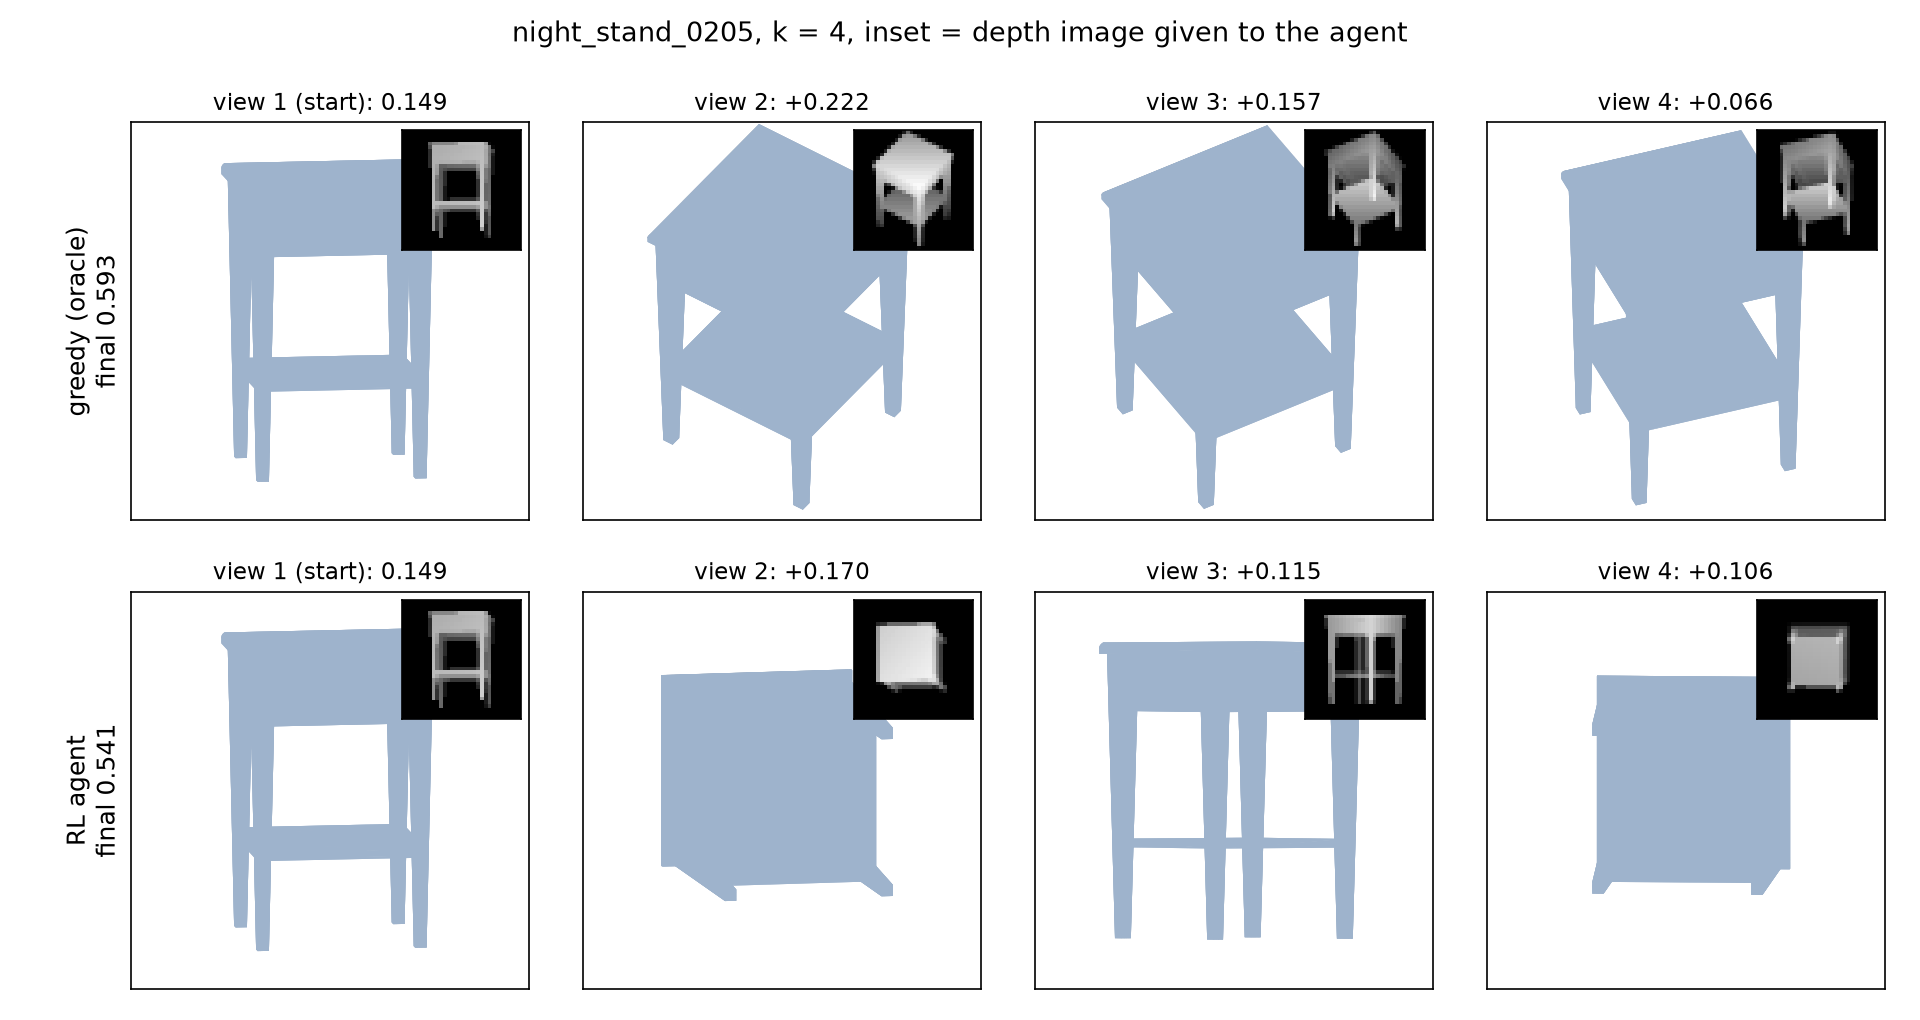 night_stand_0205, k = 4, inset = depth image given to the agent
view 1 (start): 0.149
view 2: +0.222
view 3: +0.157
view 4: +0.066
greedy (oracle)
final 0.593
view 1 (start): 0.149
view 2: +0.170
view 3: +0.115
view 4: +0.106
RL agent
final 0.541